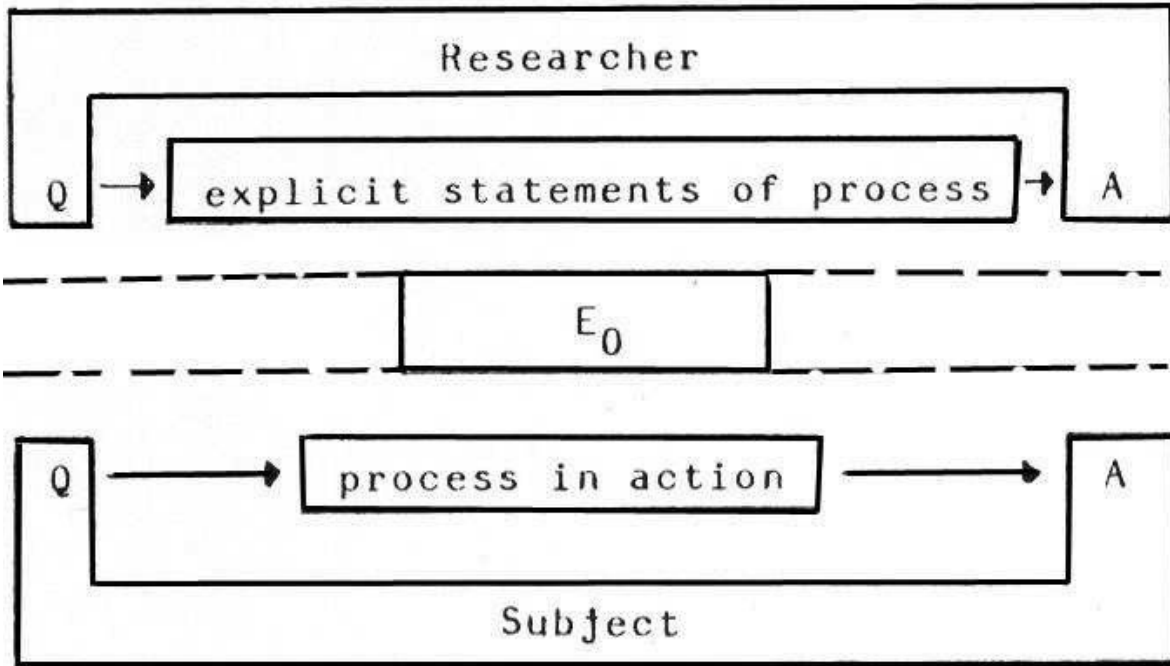 Researcher
Q → explicit statements of process → A
E₀
Q → process in action → A
Subject